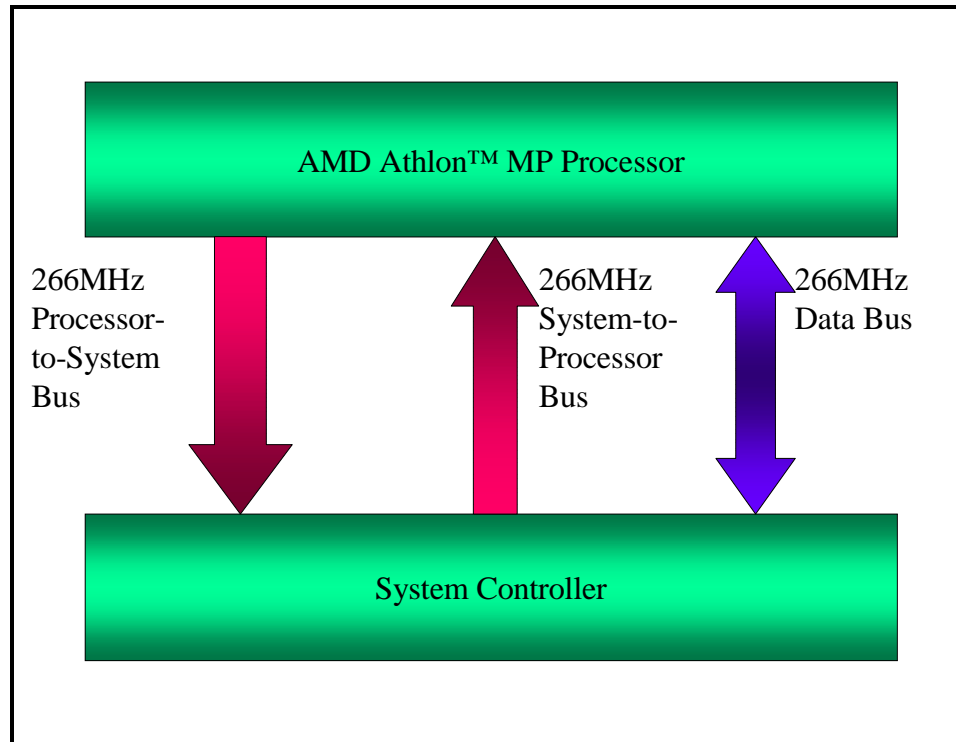 AMD Athlon™ MP Processor
266MHz
Processor-
to-System
Bus
266MHz
System-to-
Processor
Bus
266MHz
Data Bus
System Controller